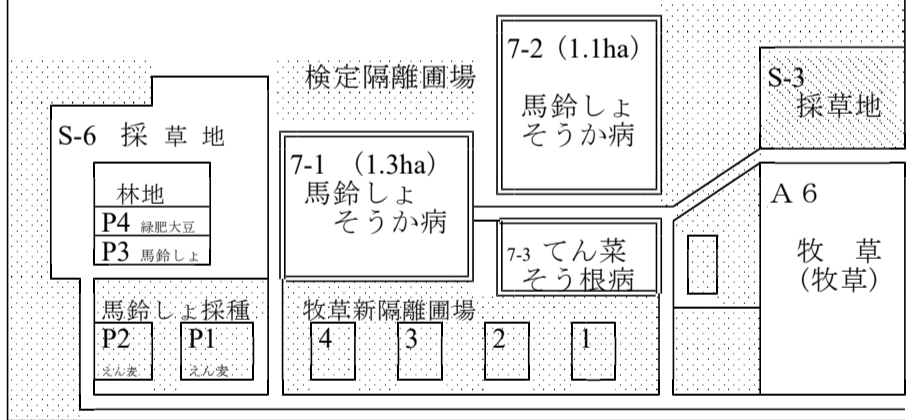 検定隔離圃場
7-2（1.1ha）
馬鈴しょ
そうか病
S-3
採草地
S-6 採 草 地
林地
P4 緑肥大豆
P3 馬鈴しょ
7-1 （1.3ha）
馬鈴しょ
そうか病
7-3 てん菜
そう根病
A 6
牧 草
（牧草）
馬鈴しょ採種
P2
えん麦
P1
えん麦
牧草新隔離圃場
4
3
2
1